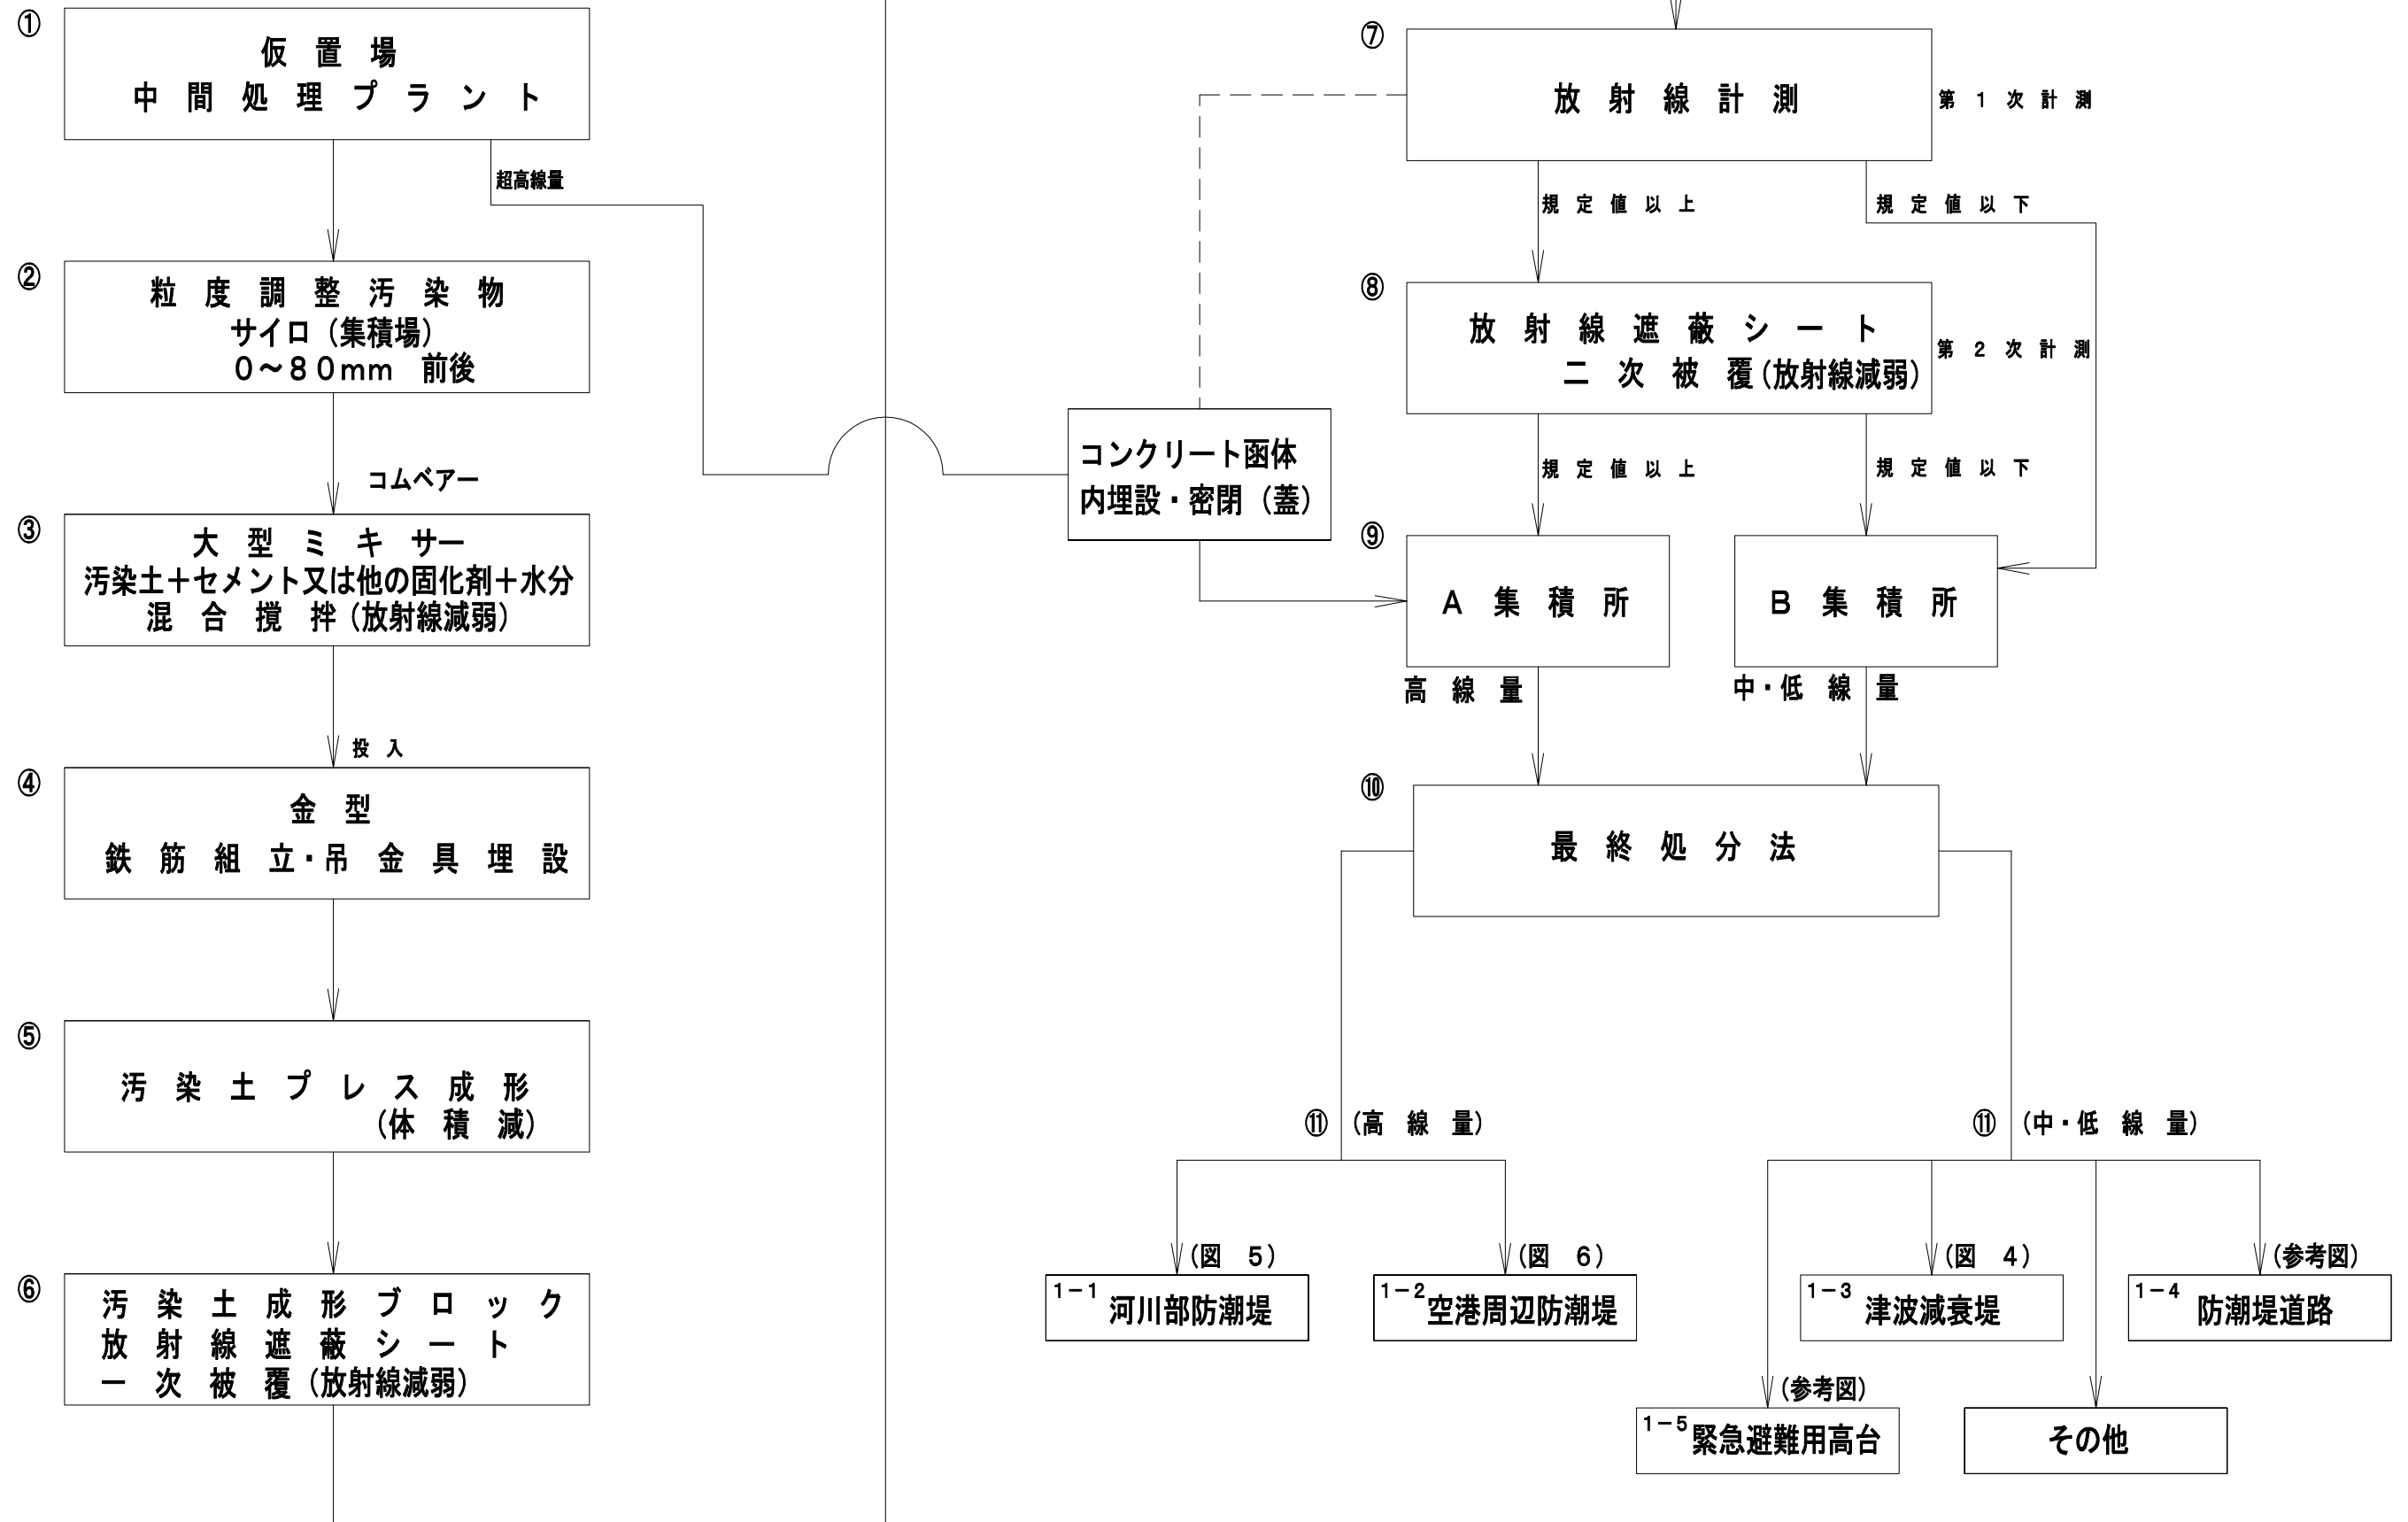 ①
仮置場
中間処理プラント
超高線量
②
粒度調整汚染物
サイロ(集積場)
0～80mm 前後
コムベアー
③
大型ミキサー
汚染土＋セメント又は他の固化剤＋水分
混合撹拌(放射線減弱)
投入
④
金型
鉄筋組立・吊金具埋設
⑤
汚染土プレス成形
(体積減)
⑥
汚染土成形ブロック
放射線遮蔽シート
一次被覆(放射線減弱)
⑦
放射線計測
第1次計測
規定値以上
規定値以下
⑧
放射線遮蔽シート
二次被覆(放射線減弱)
第2次計測
規定値以上
規定値以下
コンクリート函体
内埋設・密閉(蓋)
⑨
A集積所
B集積所
高線量
中・低線量
⑩
最終処分法
⑪ (高線量)
⑪ (中・低線量)
(図 5)
1－1 河川部防潮堤
(図 6)
1－2 空港周辺防潮堤
(図 4)
1－3 津波減衰堤
(参考図)
1－4 防潮堤道路
(参考図)
1－5 緊急避難用高台
その他